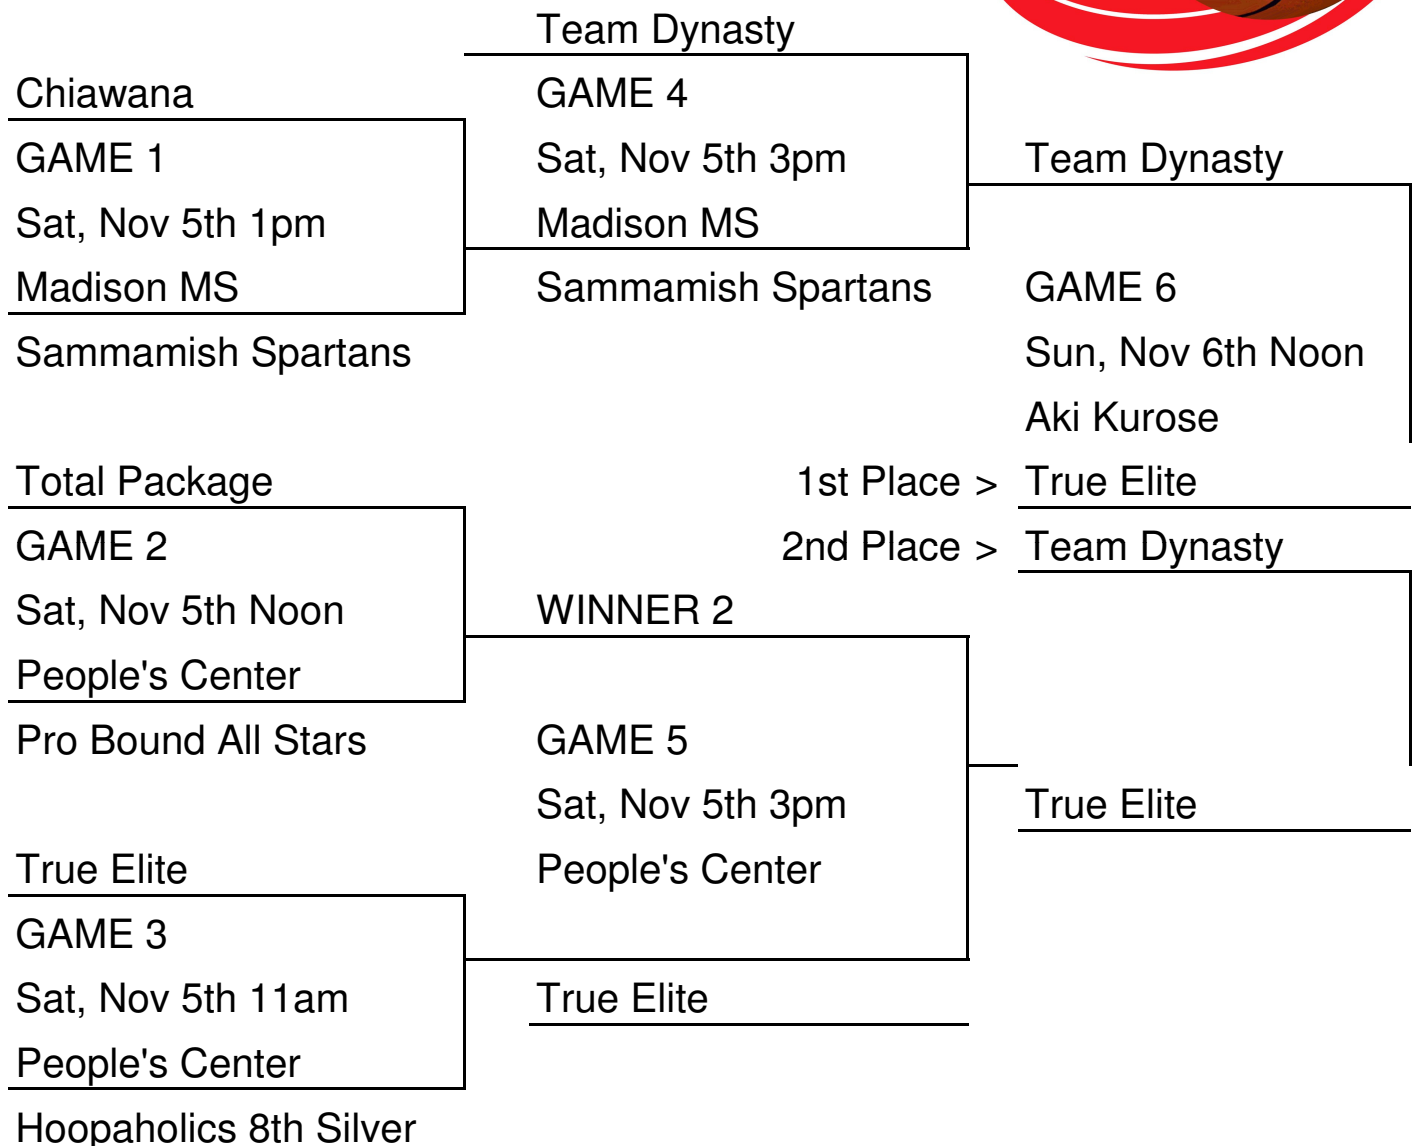 Team Dynasty
Chiawana
GAME 4
GAME 1
Sat, Nov 5th 3pm
Team Dynasty
Sat, Nov 5th 1pm
Madison MS
Madison MS
Sammamish Spartans
GAME 6
Sammamish Spartans
Sun, Nov 6th Noon
Aki Kurose
Total Package
1st Place >
True Elite
GAME 2
2nd Place >
Team Dynasty
Sat, Nov 5th Noon
WINNER 2
People's Center
Pro Bound All Stars
GAME 5
Sat, Nov 5th 3pm
True Elite
True Elite
People's Center
GAME 3
Sat, Nov 5th 11am
True Elite
People's Center
Hoopaholics 8th Silver